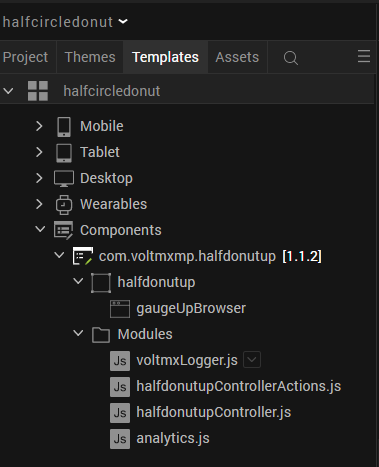 halfcircledonut
Project Themes Templates Assets
halfcircledonut
Mobile
Tablet
Desktop
Wearables
Components
com.voltmxmp.halfdonutup [1.1.2]
halfdonutup
gaugeUpBrowser
Modules
Js voltmxLogger.js
Js halfdonutupControllerActions.js
Js halfdonutupController.js
Js analytics.js